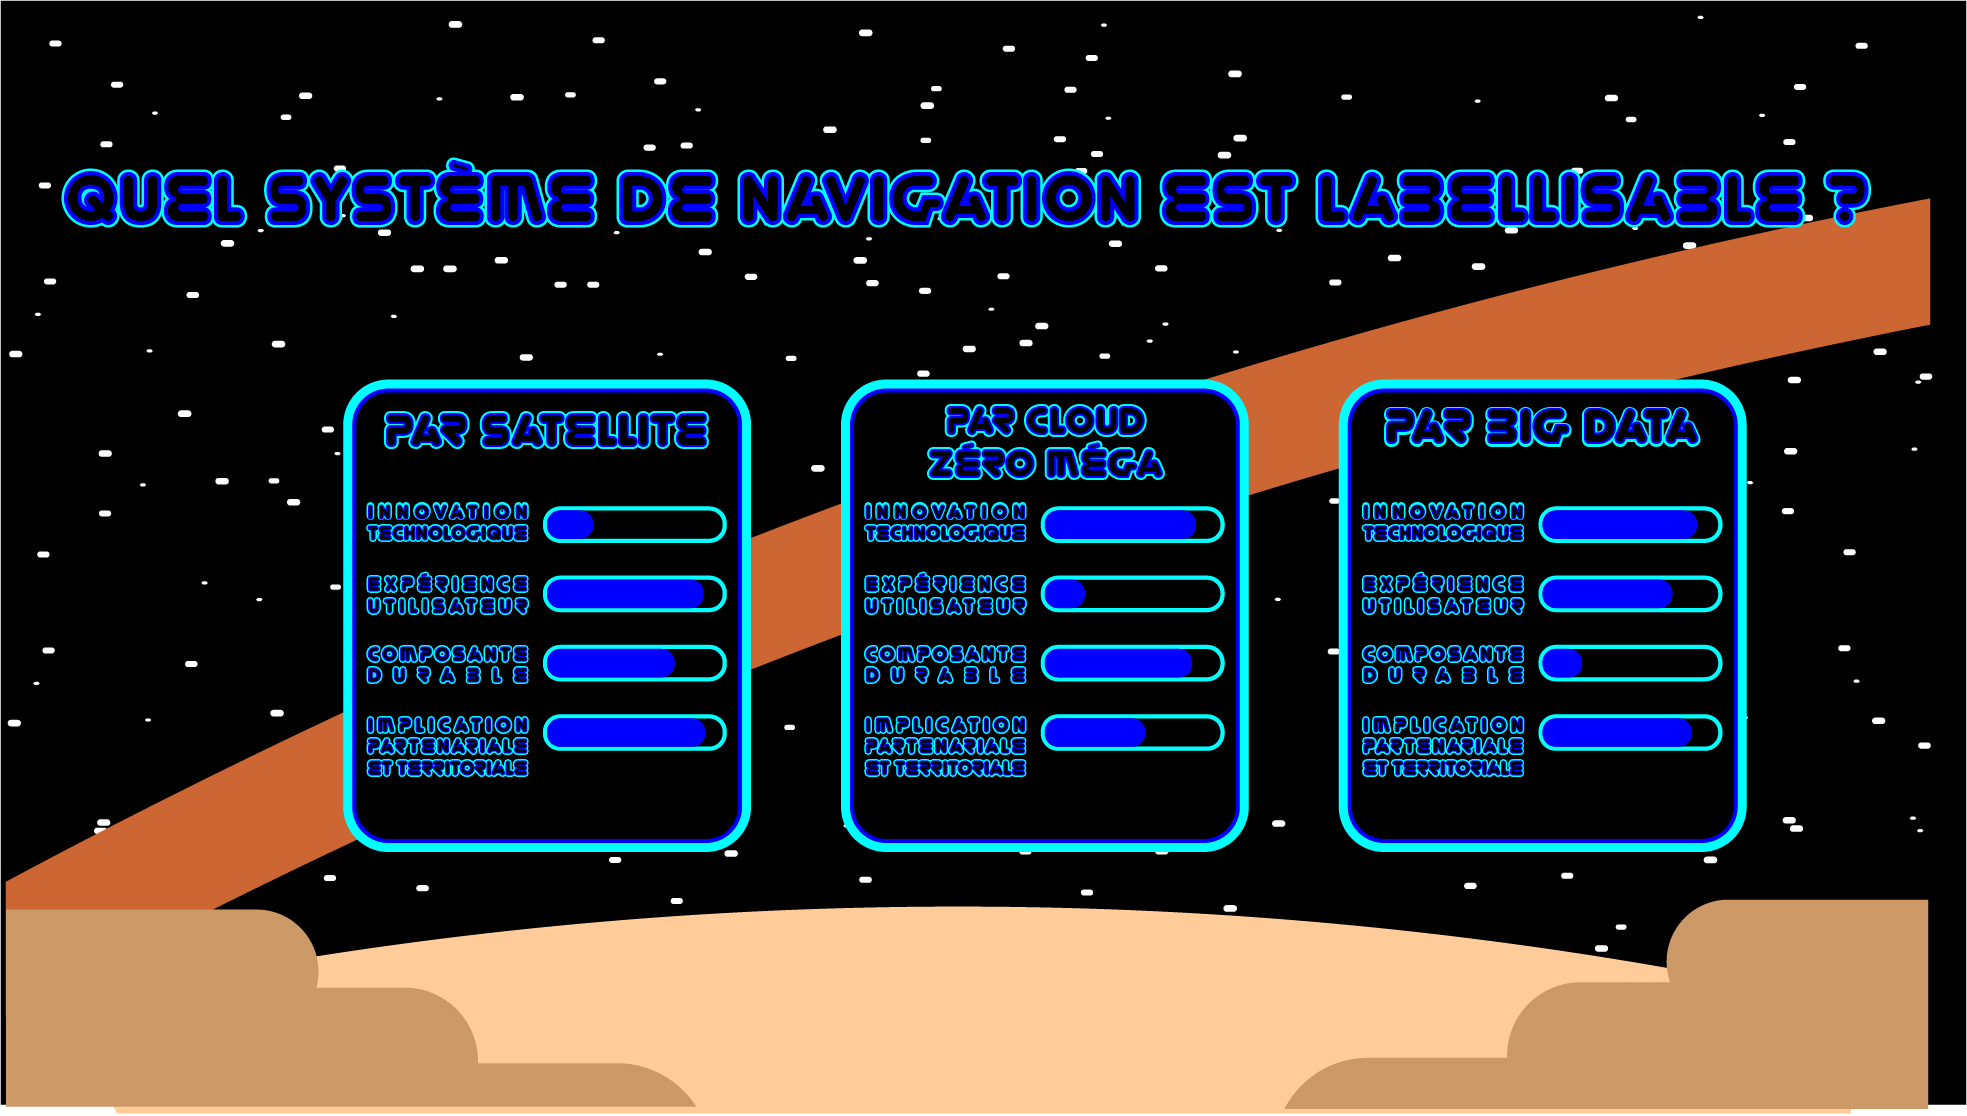 QUEL SYSTÈME DE NAVIGATION EST LABELLISABLE ?
PAR SATELLITE
INNOVATION
TECHNOLOGIQUE
EXPÉRIENCE
UTILISATEUR
COMPOSANTE
DURABLE
IMPLICATION
PARTENARIALE
ET TERRITORIALE
PAR CLOUD
ZÉRO MÉGA
INNOVATION
TECHNOLOGIQUE
EXPÉRIENCE
UTILISATEUR
COMPOSANTE
DURABLE
IMPLICATION
PARTENARIALE
ET TERRITORIALE
PAR BIG DATA
INNOVATION
TECHNOLOGIQUE
EXPÉRIENCE
UTILISATEUR
COMPOSANTE
DURABLE
IMPLICATION
PARTENARIALE
ET TERRITORIALE